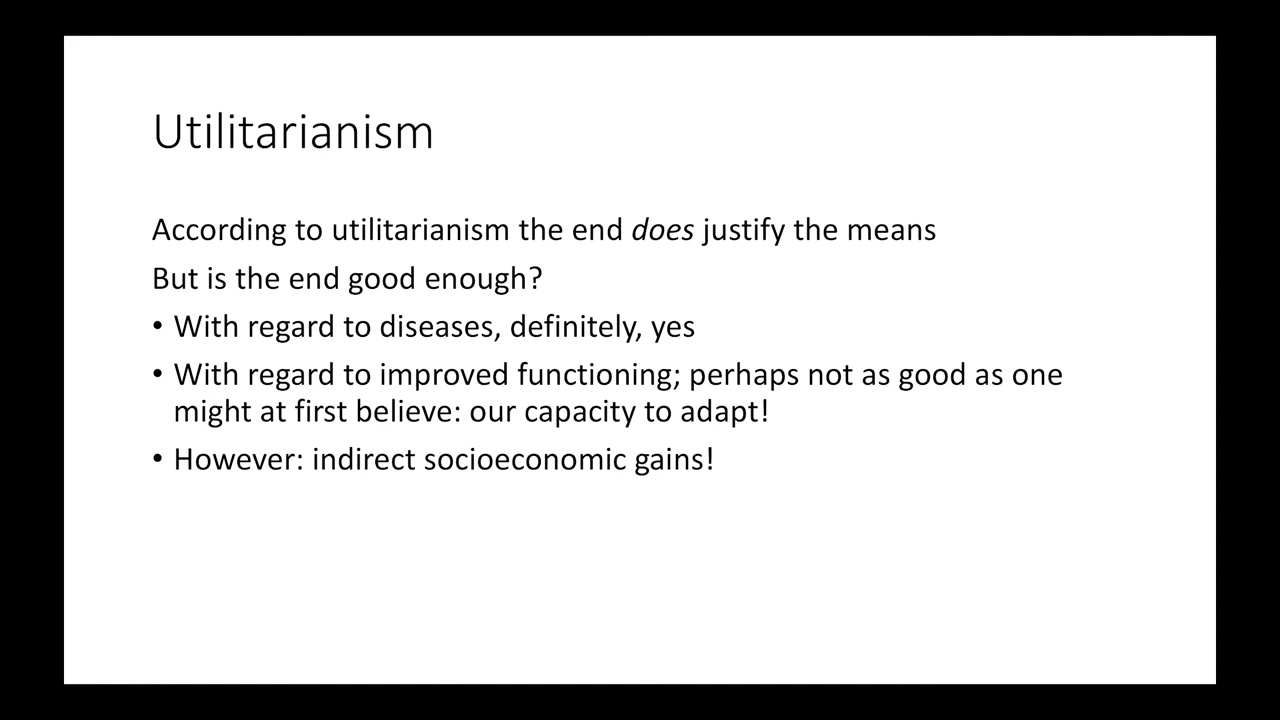 Utilitarianism
According to utilitarianism the end does justify the means
But is the end good enough?
• With regard to diseases, definitely, yes
• With regard to improved functioning; perhaps not as good as one
might at first believe: our capacity to adapt!
• However: indirect socioeconomic gains!